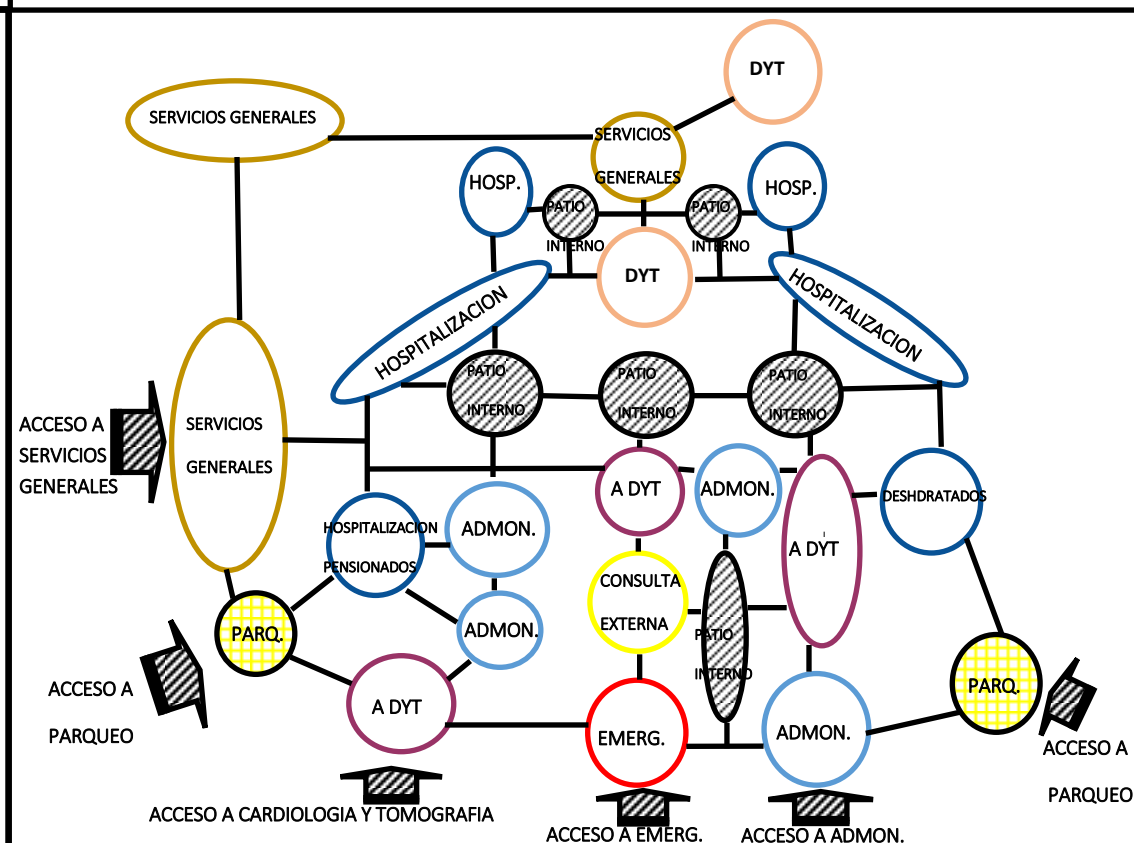 DYT
SERVICIOS GENERALES
SERVICIOS
GENERALES
HOSP.
HOSP.
PATIO
INTERNO
PATIO
INTERNO
DYT
HOSPITALIZACION
HOSPITALIZACION
PATIO
INTERNO
PATIO
INTERNO
PATIO
INTERNO
ACCESO A
SERVICIOS
GENERALES
SERVICIOS
GENERALES
A DYT
ADMON.
DESHDRATADOS
HOSPITALIZACION
PENSIONADOS
ADMON.
A DYT
CONSULTA
EXTERNA
PARQ.
ADMON.
PATIO
INTERNO
ACCESO A
PARQUEO
A DYT
EMERG.
ADMON.
PARQ.
ACCESO A
PARQUEO
ACCESO A CARDIOLOGIA Y TOMOGRAFIA
ACCESO A EMERG.
ACCESO A ADMON.